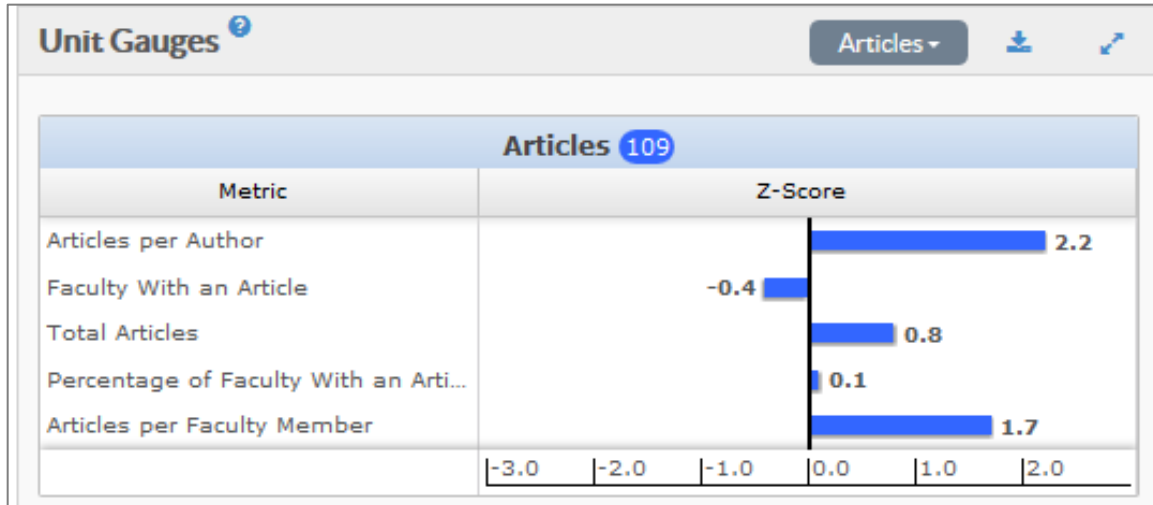 Unit Gauges ?
Articles
Articles 109
Metric Z-Score
Articles per Author 2.2
Faculty With an Article -0.4
Total Articles 0.8
Percentage of Faculty With an Arti... 0.1
Articles per Faculty Member 1.7
-3.0 -2.0 -1.0 0.0 1.0 2.0